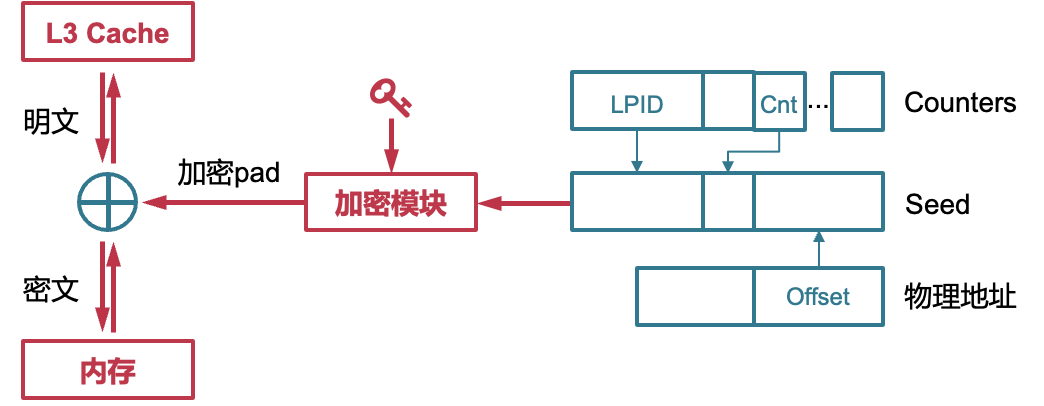 L3 Cache
明文
加密pad
密文
内存
加密模块
LPID
Cnt
...
Counters
Seed
Offset
物理地址